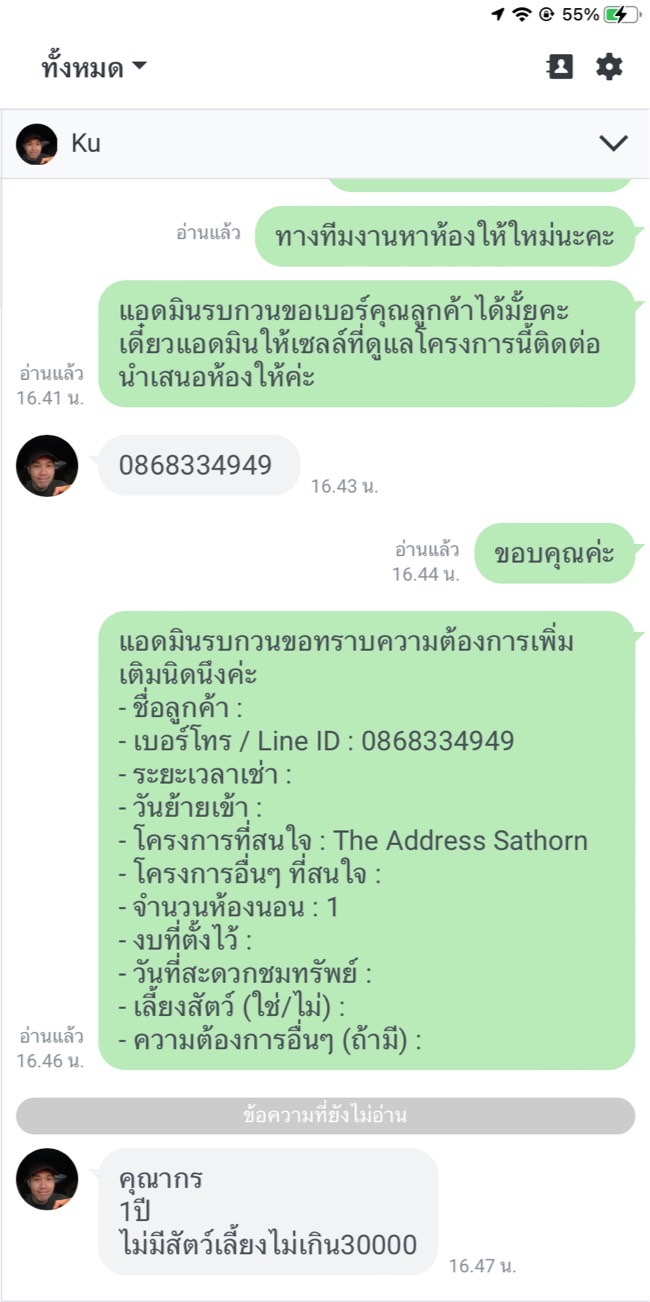 55%
ทั้งหมด
Ku
อ่านแล้ว
ทางทีมงานหาห้องให้ใหม่นะคะ
แอดมินรบกวนขอเบอร์คุณลูกค้าได้มั้ยคะ
เดี๋ยวแอดมินให้เซลล์ที่ดูแลโครงการนี้ติดต่อ
นำเสนอห้องให้ค่ะ
อ่านแล้ว
16.41 น.
0868334949
16.43 น.
อ่านแล้ว
16.44 น.
ขอบคุณค่ะ
แอดมินรบกวนขอทราบความต้องการเพิ่ม
เติมนิดนึงค่ะ
- ชื่อลูกค้า :
- เบอร์โทร / Line ID : 0868334949
- ระยะเวลาเช่า :
- วันย้ายเข้า :
- โครงการที่สนใจ : The Address Sathorn
- โครงการอื่นๆ ที่สนใจ :
- จำนวนห้องนอน : 1
- งบที่ตั้งไว้ :
- วันที่สะดวกชมทรัพย์ :
- เลี้ยงสัตว์ (ใช่/ไม่) :
- ความต้องการอื่นๆ (ถ้ามี) :
อ่านแล้ว
16.46 น.
ข้อความที่ยังไม่อ่าน
คุณากร
1ปี
ไม่มีสัตว์เลี้ยงไม่เกิน30000
16.47 น.